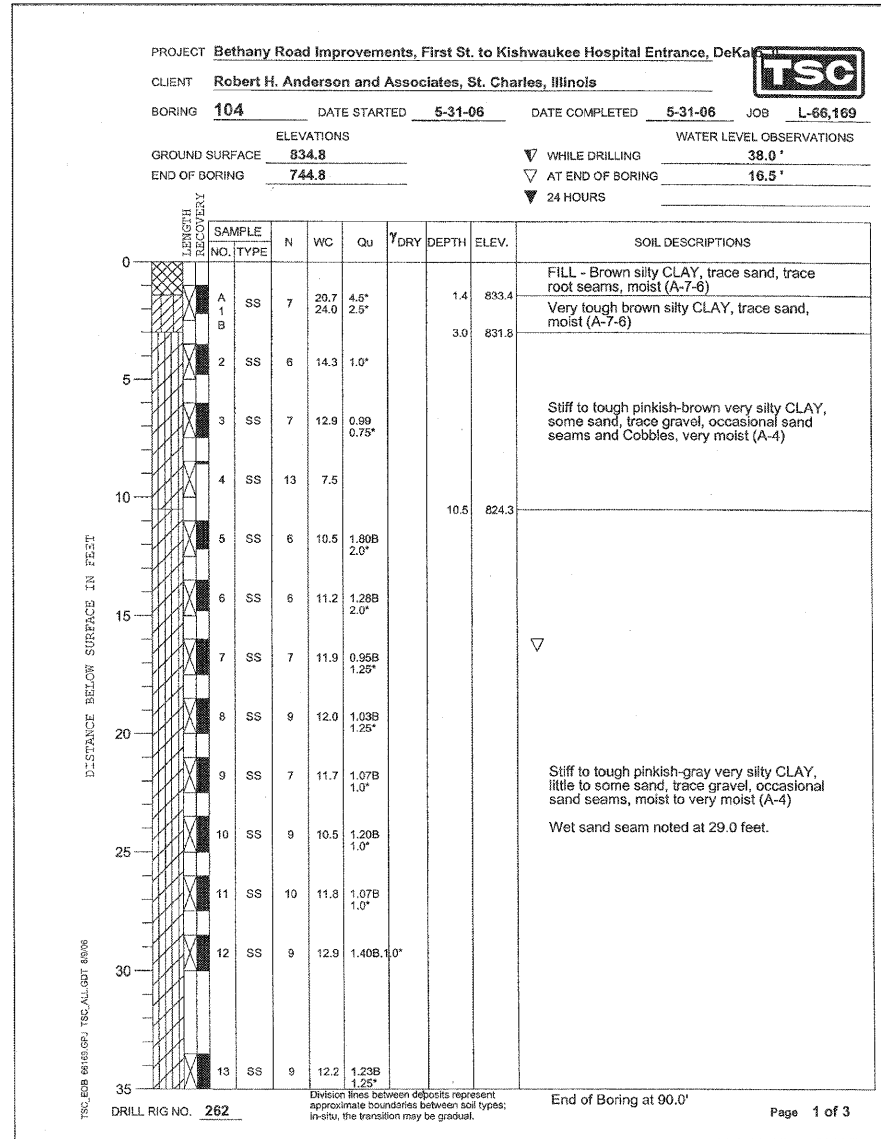 PROJECT Bethany Road Improvements, First St. to Kishwaukee Hospital Entrance, DeKalb, Il
TSC
CLIENT Robert H. Anderson and Associates, St. Charles, Illinois
BORING 104 DATE STARTED 5-31-06 DATE COMPLETED 5-31-06 JOB L-66,169
ELEVATIONS WATER LEVEL OBSERVATIONS
GROUND SURFACE 834.8 WHILE DRILLING 38.0 '
END OF BORING 744.8 AT END OF BORING 16.5 '
24 HOURS
LENGTH
RECOVERY
SAMPLE N WC Qu γDRY DEPTH ELEV. SOIL DESCRIPTIONS
NO. TYPE
0
FILL - Brown silty CLAY, trace sand, trace
root seams, moist (A-7-6)
A 20.7 4.5* 1.4 833.4
1 SS 7 24.0 2.5*
B
Very tough brown silty CLAY, trace sand,
moist (A-7-6)
3.0 831.8
2 SS 6 14.3 1.0*
5
3 SS 7 12.9 0.99
0.75*
Stiff to tough pinkish-brown very silty CLAY,
some sand, trace gravel, occasional sand
seams and Cobbles, very moist (A-4)
4 SS 13 7.5
10
10.5 824.3
5 SS 6 10.5 1.80B
2.0*
6 SS 6 11.2 1.28B
2.0*
15
7 SS 7 11.9 0.95B
1.25*
8 SS 9 12.0 1.03B
1.25*
20
9 SS 7 11.7 1.07B
1.0*
Stiff to tough pinkish-gray very silty CLAY,
little to some sand, trace gravel, occasional
sand seams, moist to very moist (A-4)
Wet sand seam noted at 29.0 feet.
10 SS 9 10.5 1.20B
1.0*
25
11 SS 10 11.8 1.07B
1.0*
12 SS 9 12.9 1.40B,1.0*
30
13 SS 9 12.2 1.23B
1.25*
35
DISTANCE BELOW SURFACE IN FEET
TSC_EOB 66169.GPJ TSC_ALL.GDT 8/9/06
DRILL RIG NO. 262
Division lines between deposits represent
approximate boundaries between soil types;
in-situ, the transition may be gradual.
End of Boring at 90.0'
Page 1 of 3